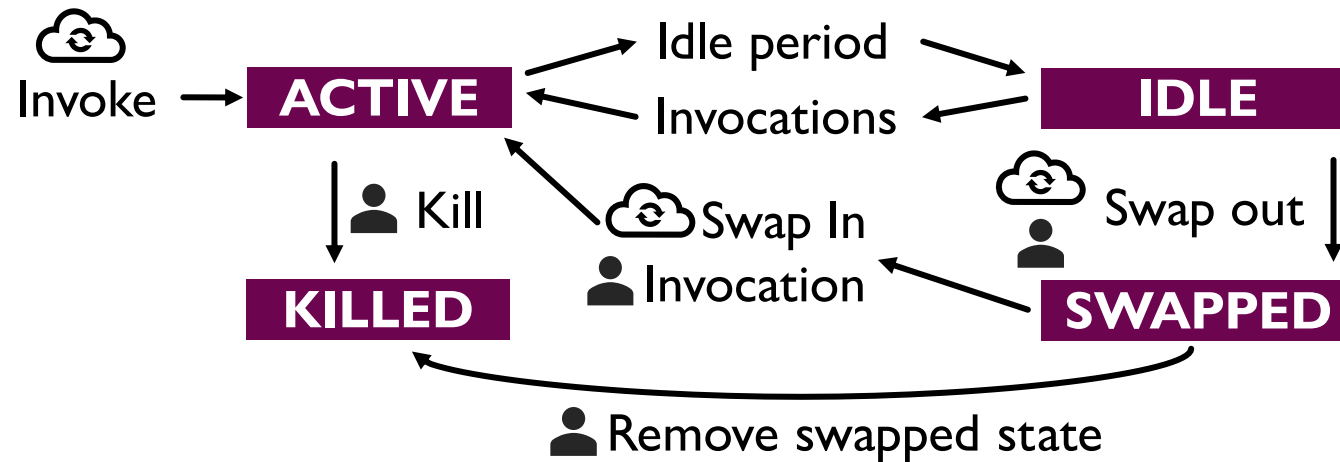 Idle period
Invoke
ACTIVE
IDLE
Invocations
Kill
Swap In
Swap out
Invocation
KILLED
SWAPPED
Remove swapped state